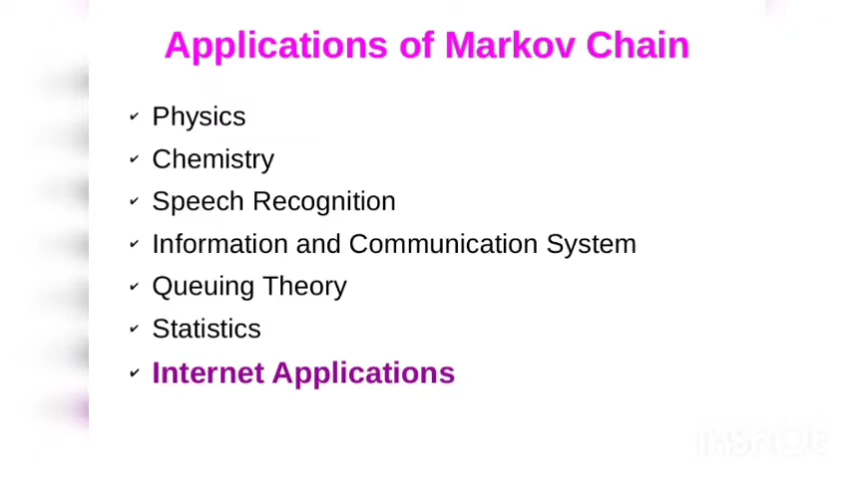 Applications of Markov Chain
✔ Physics
✔ Chemistry
✔ Speech Recognition
✔ Information and Communication System
✔ Queuing Theory
✔ Statistics
✔ Internet Applications